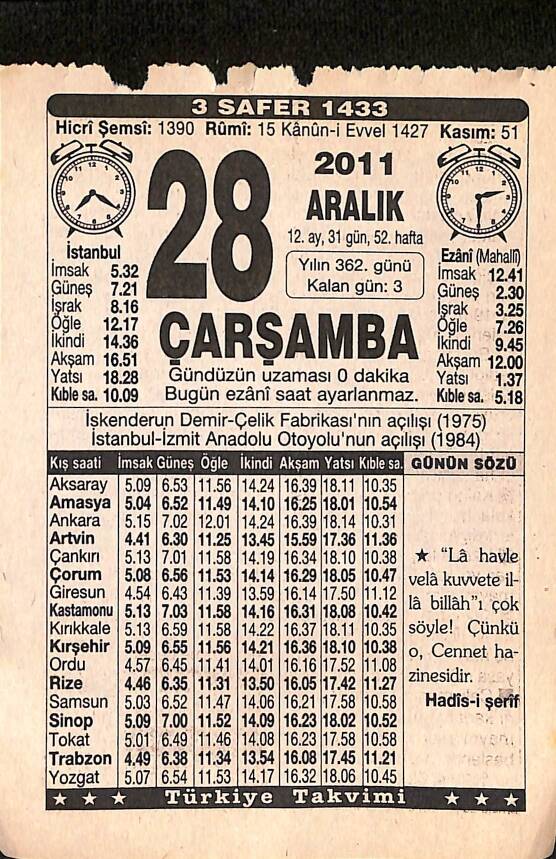 3 SAFER 1433
Hicrî Şemsî: 1390 Rûmî: 15 Kânûn-i Evvel 1427 Kasım: 51
28
2011
ARALIK
12. ay, 31 gün, 52. hafta
Yılın 362. günü
Kalan gün: 3
ÇARŞAMBA
Gündüzün uzaması 0 dakika
Bugün ezânî saat ayarlanmaz.
İstanbul
İmsak 5.32
Güneş 7.21
İşrak 8.16
Öğle 12.17
İkindi 14.36
Akşam 16.51
Yatsı 18.28
Kıble sa. 10.09
Ezânî (Mahallî)
İmsak 12.41
Güneş 2.30
İşrak 3.25
Öğle 7.26
İkindi 9.45
Akşam 12.00
Yatsı 1.37
Kıble sa. 5.18
İskenderun Demir-Çelik Fabrikası'nın açılışı (1975)
İstanbul-İzmit Anadolu Otoyolu'nun açılışı (1984)
Kış saati İmsak Güneş Öğle İkindi Akşam Yatsı Kıble sa.
Aksaray 5.09 6.53 11.56 14.24 16.39 18.11 10.35
Amasya 5.04 6.52 11.49 14.10 16.25 18.01 10.54
Ankara 5.15 7.02 12.01 14.24 16.39 18.14 10.31
Artvin 4.41 6.30 11.25 13.45 15.59 17.36 11.36
Çankırı 5.13 7.01 11.58 14.19 16.34 18.10 10.38
Çorum 5.08 6.56 11.53 14.14 16.29 18.05 10.47
Giresun 4.54 6.43 11.39 13.59 16.14 17.50 11.12
Kastamonu 5.13 7.03 11.58 14.16 16.31 18.08 10.42
Kırıkkale 5.13 6.59 11.58 14.22 16.37 18.11 10.35
Kırşehir 5.09 6.55 11.56 14.21 16.36 18.10 10.38
Ordu 4.57 6.45 11.41 14.01 16.16 17.52 11.08
Rize 4.46 6.35 11.31 13.50 16.05 17.42 11.27
Samsun 5.03 6.52 11.47 14.06 16.21 17.58 10.58
Sinop 5.09 7.00 11.52 14.09 16.23 18.02 10.52
Tokat 5.01 6.49 11.46 14.08 16.23 17.58 10.58
Trabzon 4.49 6.38 11.34 13.54 16.08 17.45 11.21
Yozgat 5.07 6.54 11.53 14.17 16.32 18.06 10.45
GÜNÜN SÖZÜ
★ "Lâ havle
velâ kuvvete il-
lâ billâh"ı çok
söyle! Çünkü
o, Cennet ha-
zinesidir.
Hadîs-i şerîf
★ ★ ★ Türkiye Takvimi ★ ★ ★